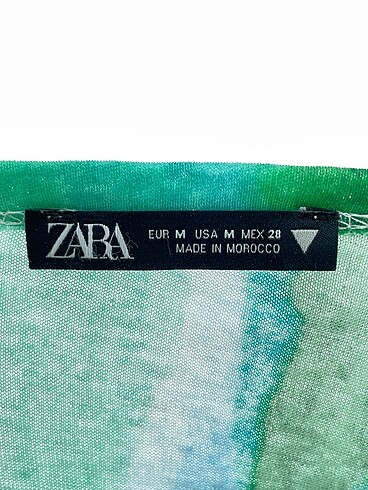 ZARA
EUR M USA M MEX 28
MADE IN MOROCCO